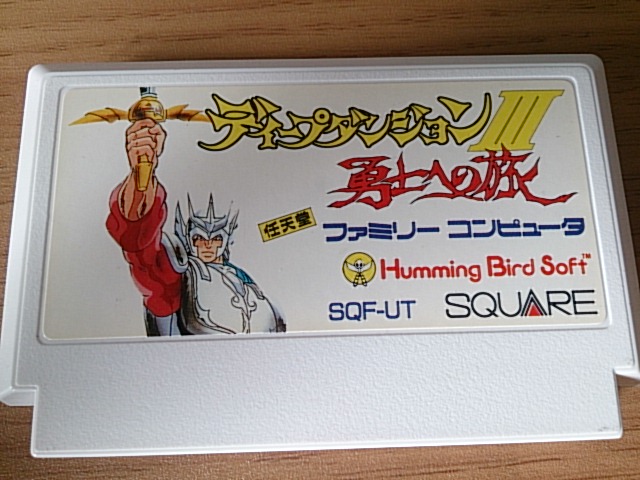 ディープダンジョンIII
勇士への旅
任天堂
ファミリー コンピュータ
Humming Bird Soft™
SQF-UT
SQUARE